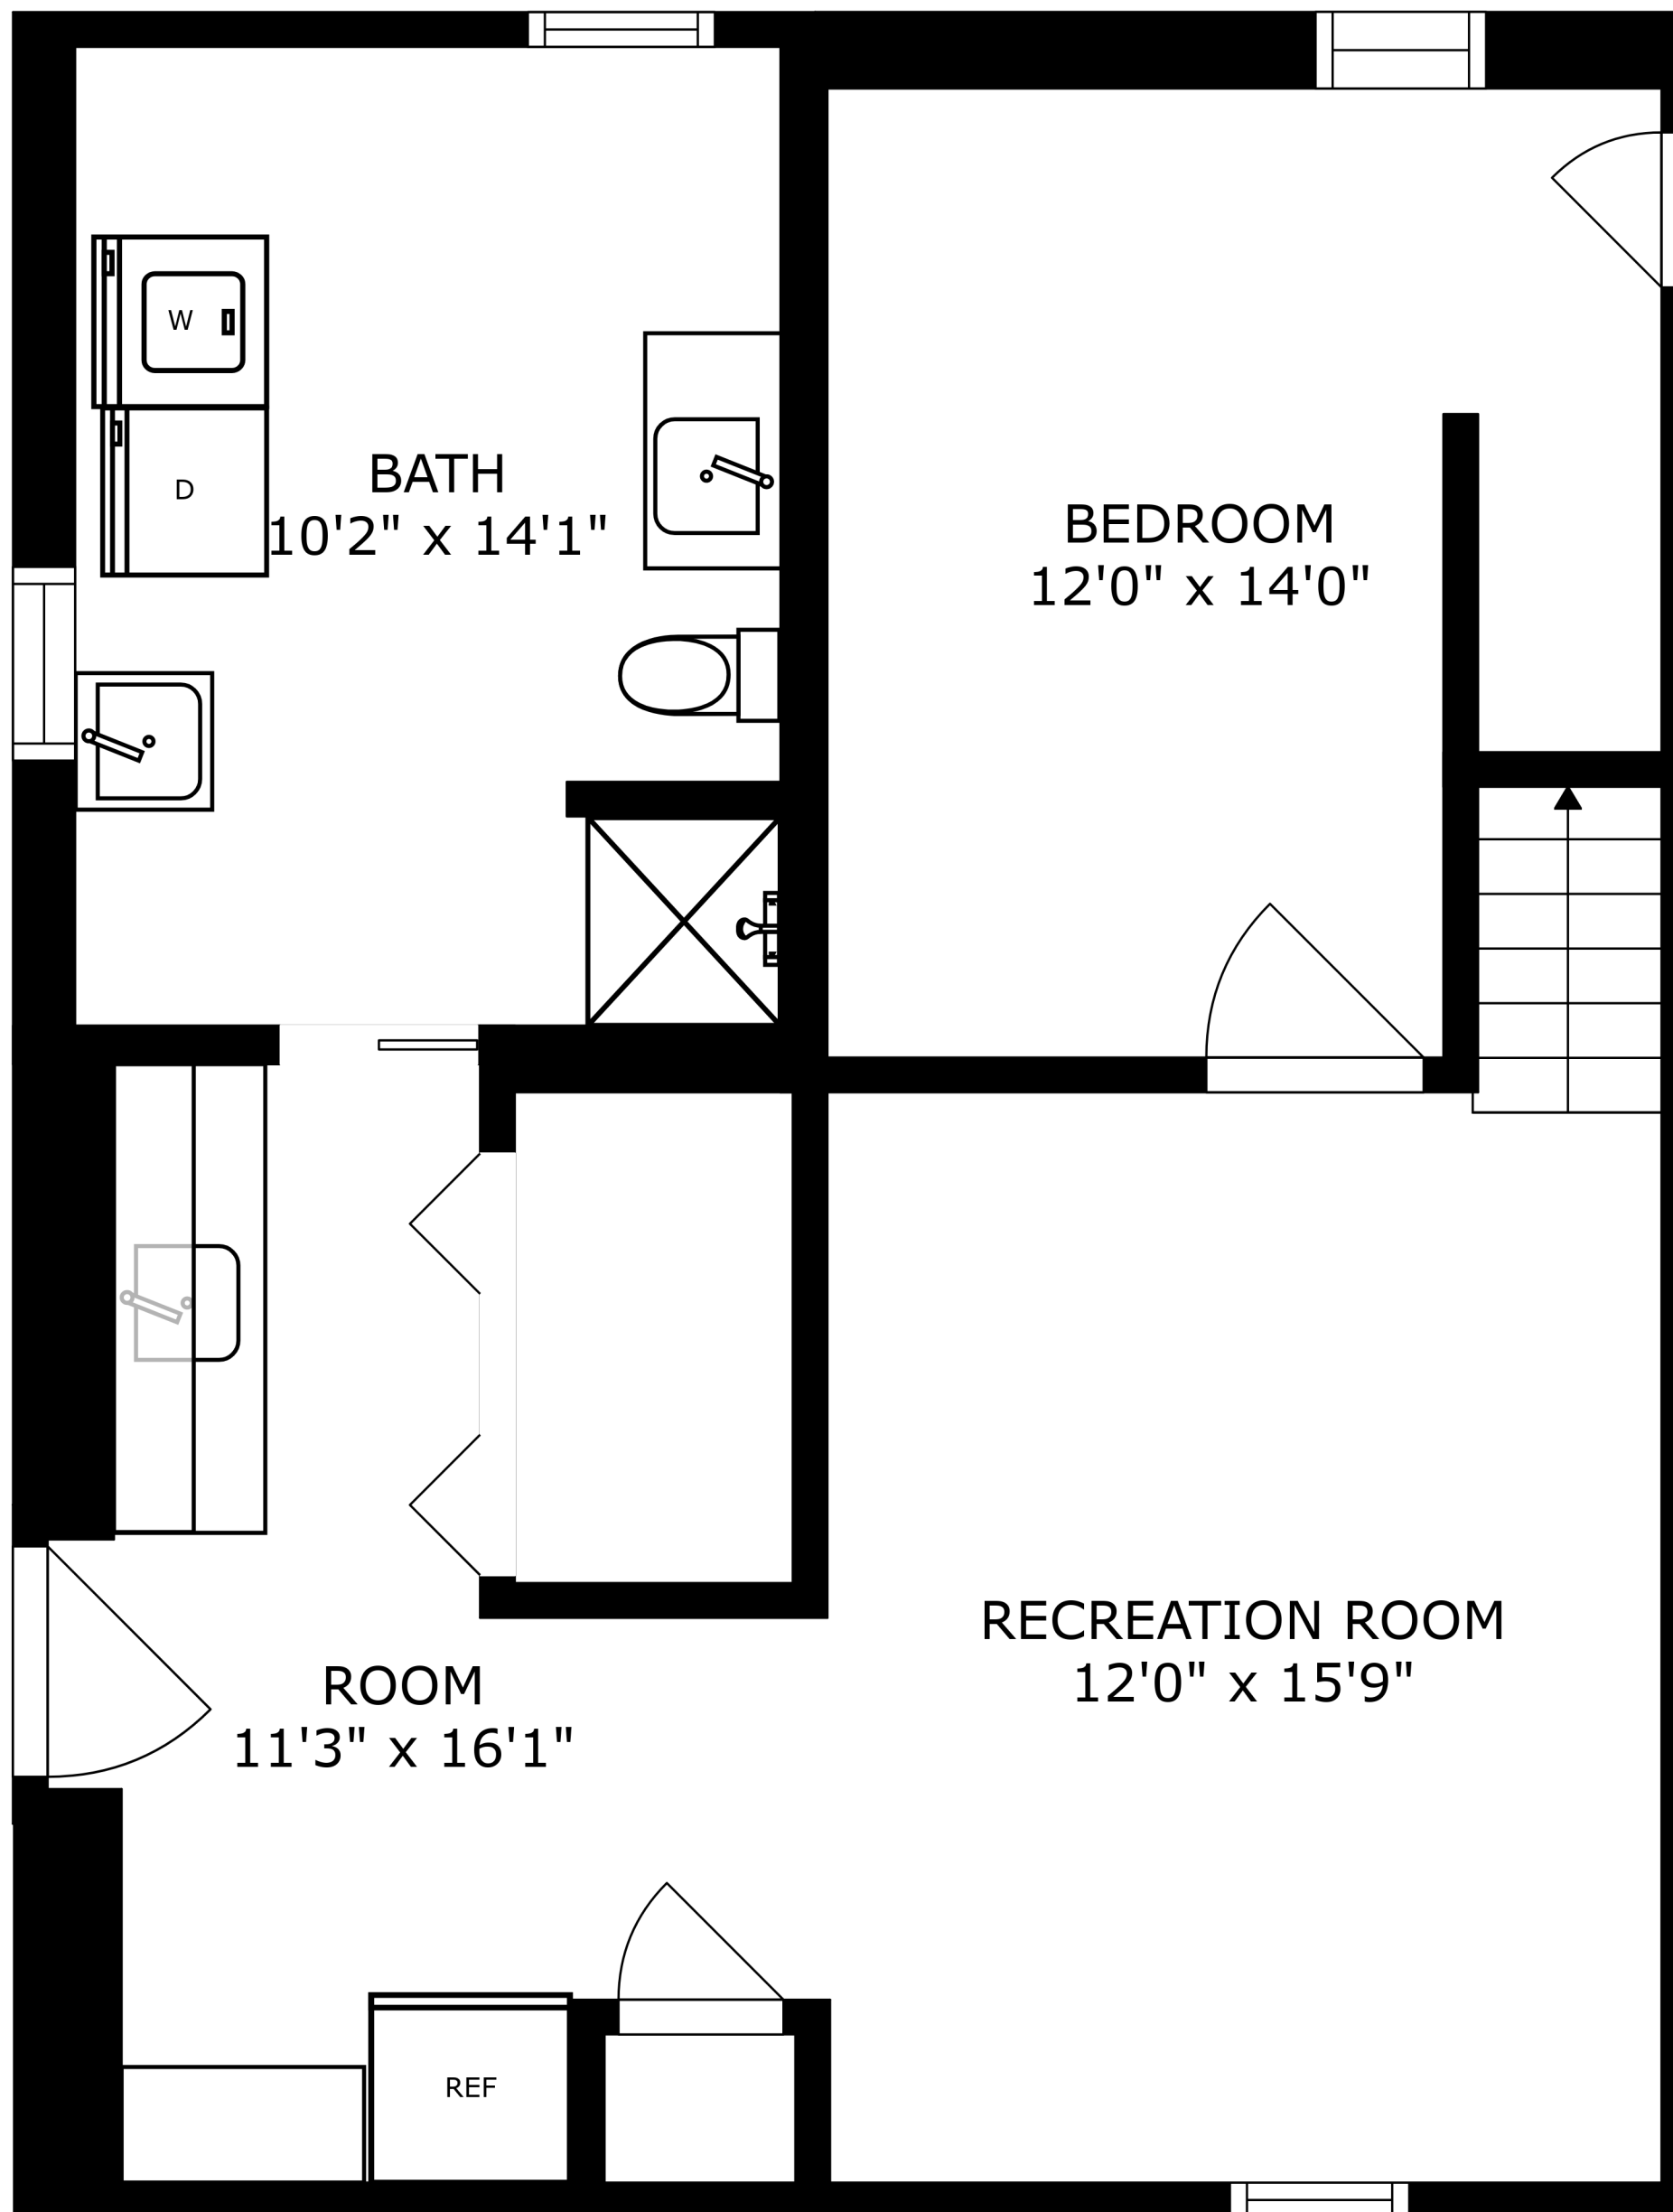 W
D
BATH
10'2" x 14'1"
BEDROOM
12'0" x 14'0"
RECREATION ROOM
12'0" x 15'9"
ROOM
11'3" x 16'1"
REF